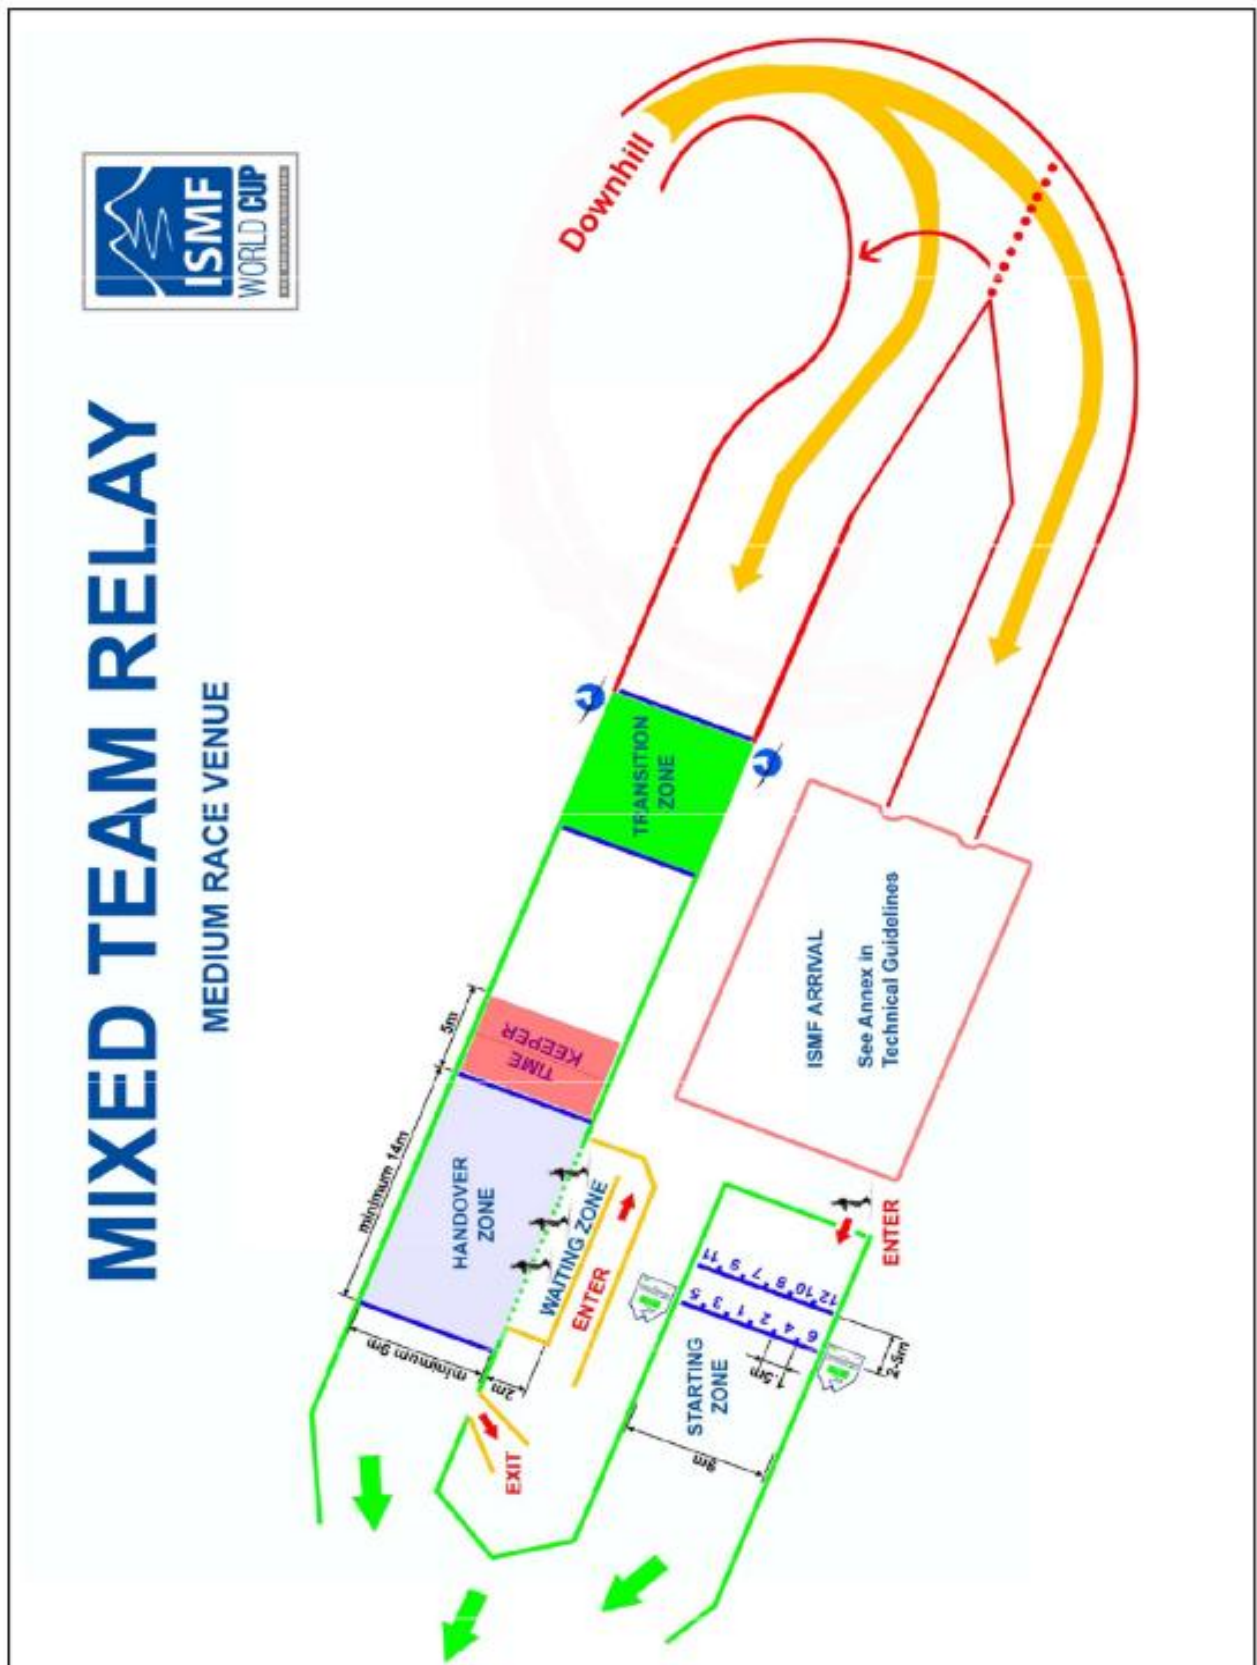 MIXED TEAM RELAY
MEDIUM RACE VENUE
ISMF
WORLD CUP
Downhill
TRANSITION
ZONE
5m
TIME
KEEPER
minimum 14m
HANDOVER
ZONE
minimum 9m
2m
WAITING ZONE
ENTER
EXIT
ISMF ARRIVAL
See Annex in
Technical Guidelines
ENTER
STARTING
ZONE
11 9 7 8 10 12
5 3 1 2 4 6
1-5m
2-5m
9m